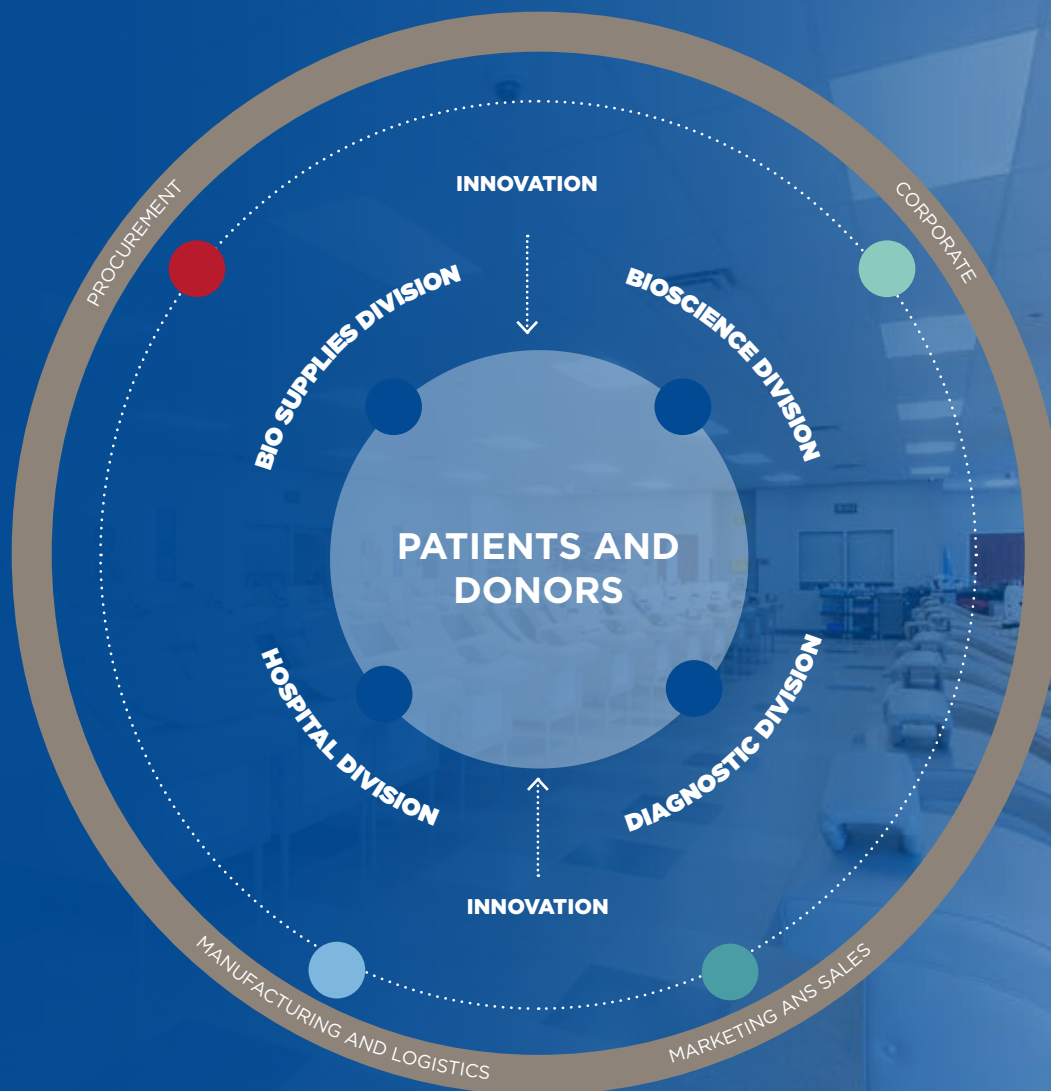 INNOVATION
PROCUREMENT
CORPORATE
BIO SUPPLIES DIVISION
BIOSCIENCE DIVISION
PATIENTS AND
DONORS
HOSPITAL DIVISION
DIAGNOSTIC DIVISION
INNOVATION
MANUFACTURING AND LOGISTICS
MARKETING ANS SALES